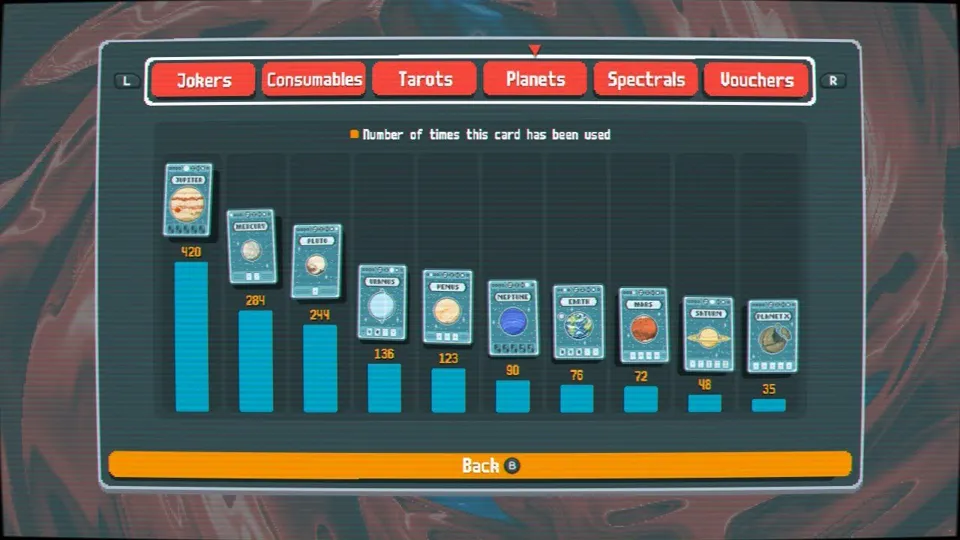 L Jokers Consumables Tarots Planets Spectrals Vouchers R
Number of times this card has been used
JUPITER
MERCURY
PLUTO
URANUS
VENUS
NEPTUNE
EARTH
MARS
SATURN
PLANET X
420
284
244
136
123
90
76
72
48
35
Back B